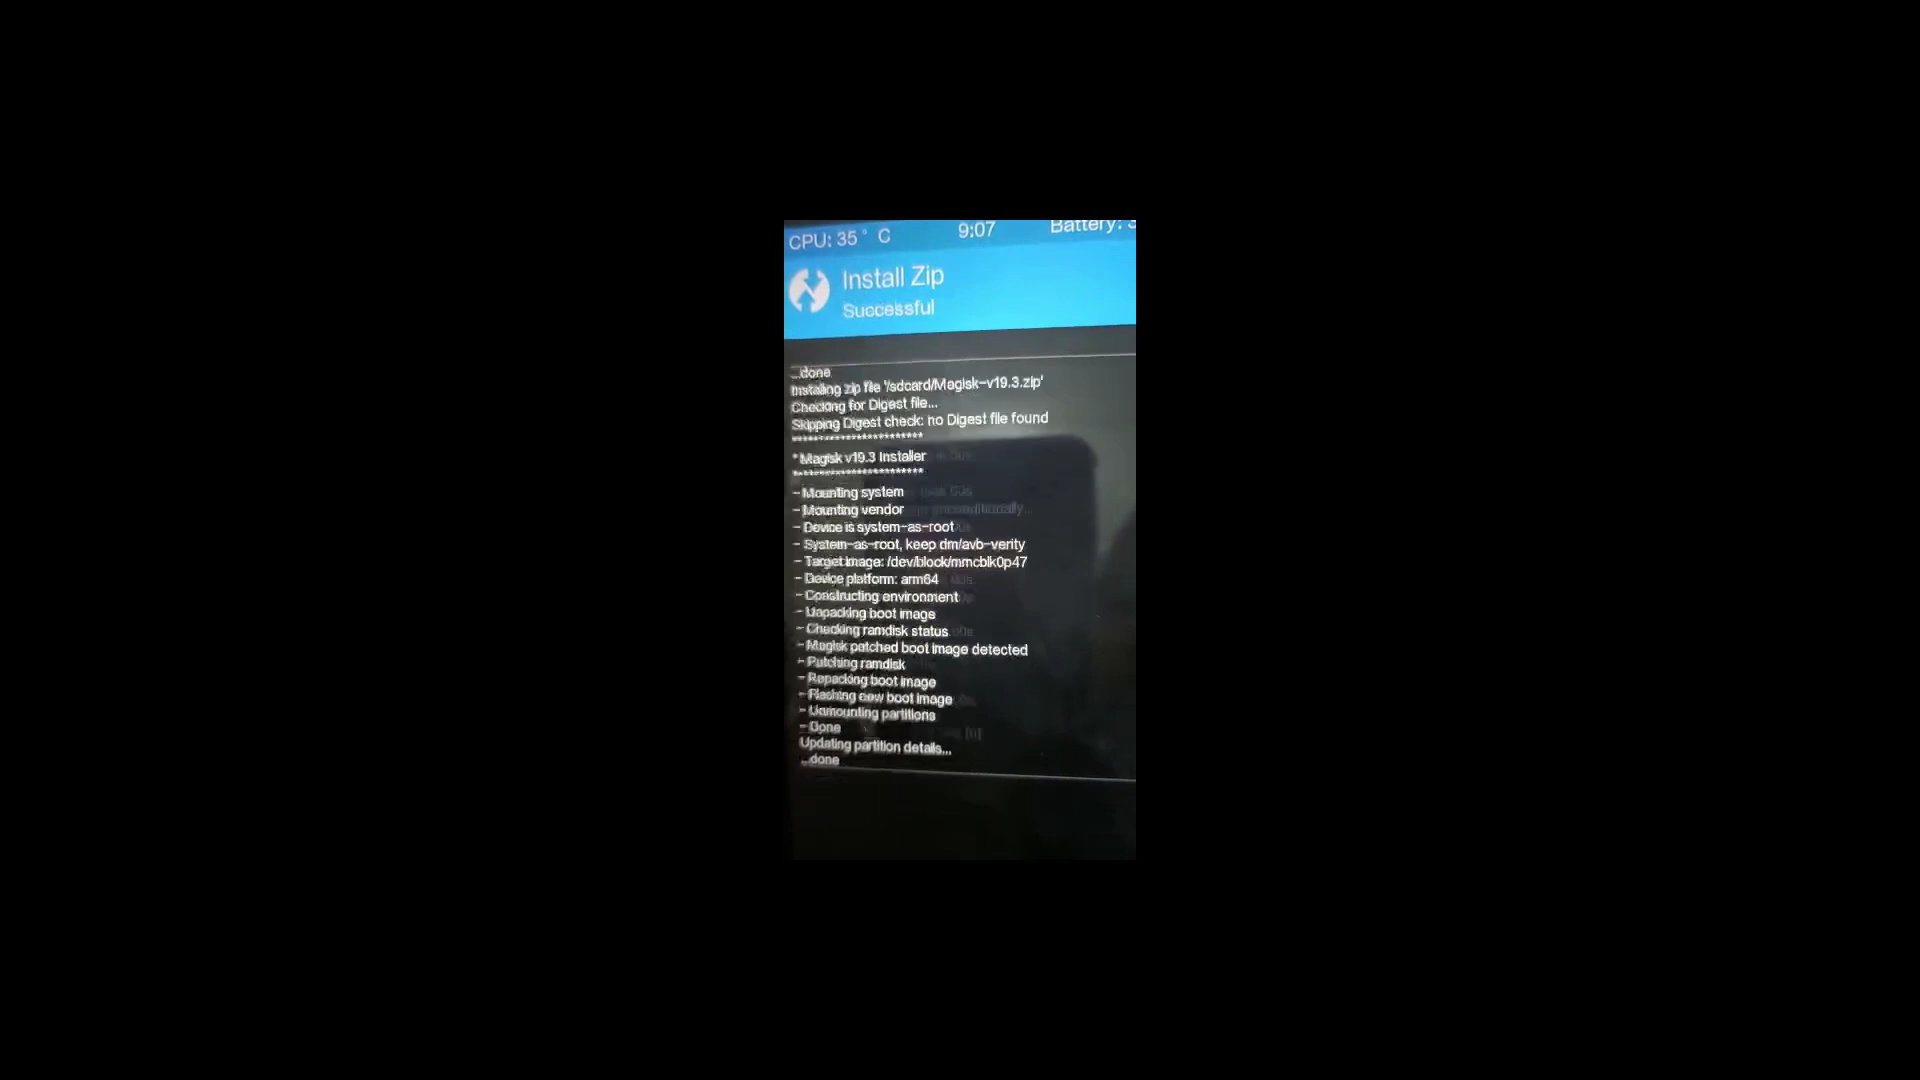 CPU: 35° C 9:07 Battery:
Install Zip
Successful
...done
Installing zip file '/sdcard/Magisk-v19.3.zip'
Checking for Digest file...
Skipping Digest check: no Digest file found
************************
* Magisk v19.3 Installer
************************
- Mounting system
- Mounting vendor
- Device is system-as-root
- System-as-root, keep dm/avb-verity
- Target image: /dev/block/mmcblk0p47
- Device platform: arm64
- Constructing environment
- Unpacking boot image
- Checking ramdisk status
- Magisk patched boot image detected
- Patching ramdisk
- Repacking boot image
- Flashing new boot image
- Unmounting partitions
- Done
Updating partition details...
...done